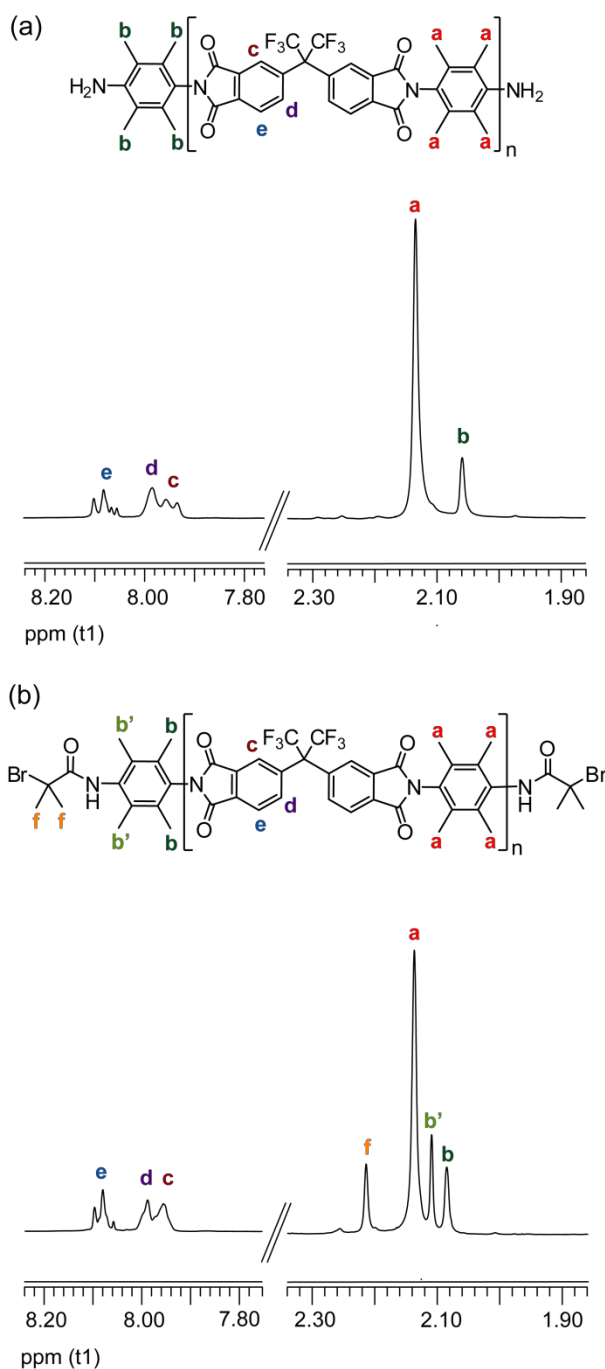 (a)
b b F₃C CF₃ a a
O c O
H₂N N N NH₂
O d O
b b e a a n
a
b
e d c
8.20 8.00 7.80 2.30 2.10 1.90
ppm (t1)
(b)
b' b F₃C CF₃ a a
O O c O O
Br N N Br
NH NH
O d O
f f b' b e a a n
a
f b' b
e d c
8.20 8.00 7.80 2.30 2.10 1.90
ppm (t1)